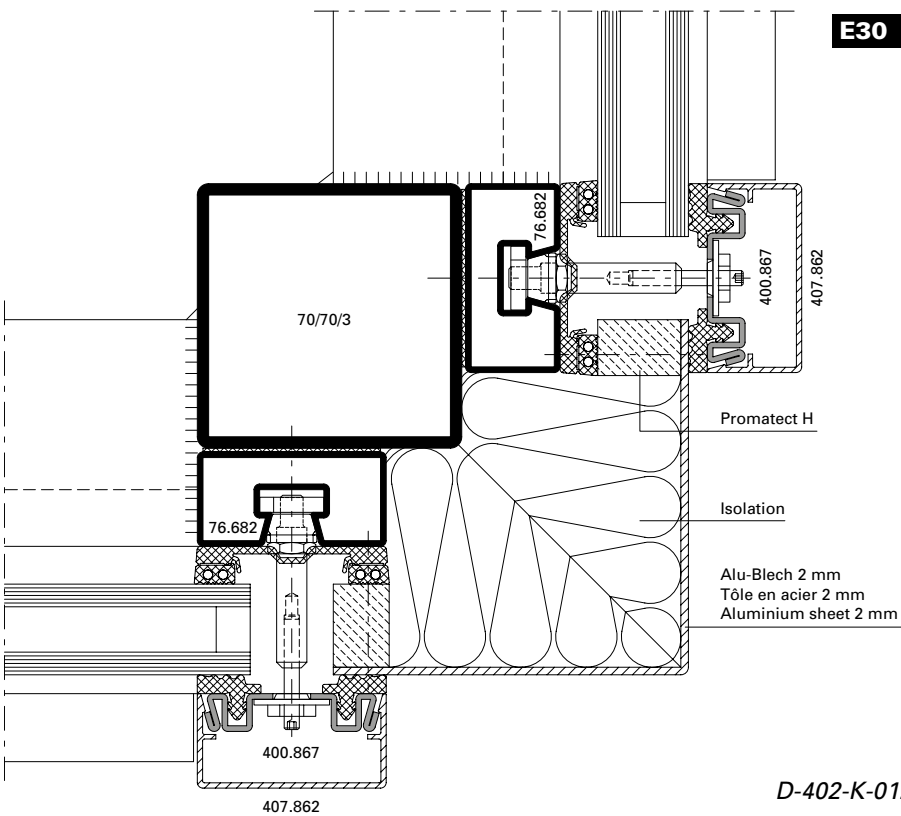 E30
76.682
400.867
407.862
70/70/3
Promatect H
76.682
Isolation
Alu-Blech 2 mm
Tôle en acier 2 mm
Aluminium sheet 2 mm
400.867
407.862
D-402-K-01